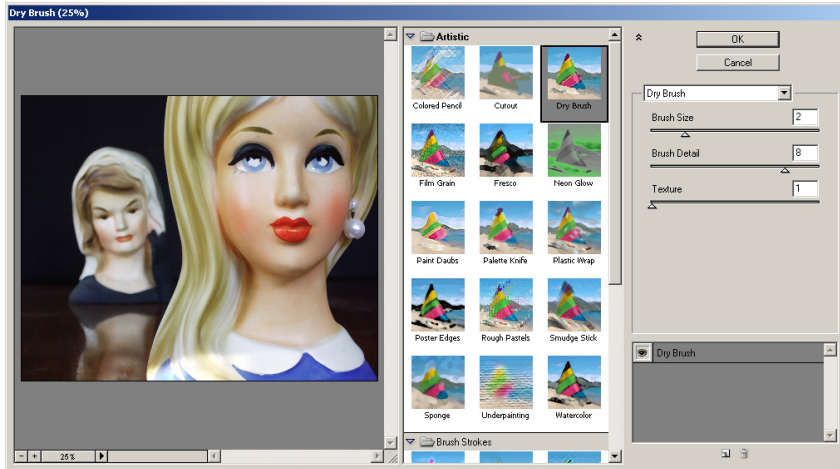 Dry Brush (25%)
Artistic
Colored Pencil
Cutout
Dry Brush
Film Grain
Fresco
Neon Glow
Paint Daubs
Palette Knife
Plastic Wrap
Poster Edges
Rough Pastels
Smudge Stick
Sponge
Underpainting
Watercolor
Brush Strokes
OK
Cancel
Dry Brush
Brush Size 2
Brush Detail 8
Texture 1
Dry Brush
- + 25%